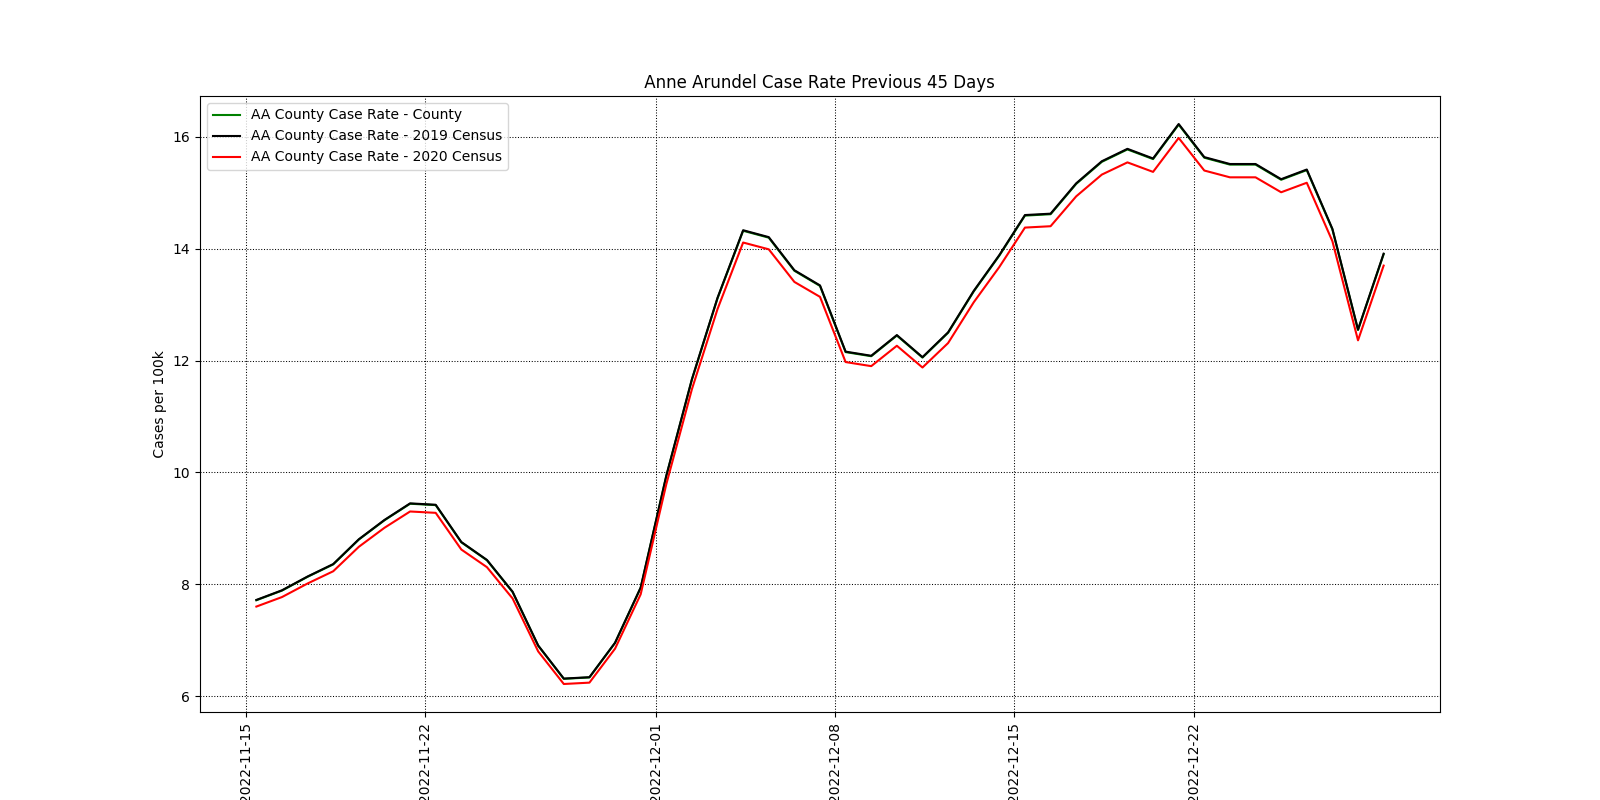 Anne Arundel Case Rate Previous 45 Days
AA County Case Rate - County
AA County Case Rate - 2019 Census
AA County Case Rate - 2020 Census
Cases per 100k
16
14
12
10
8
6
2022-11-15
2022-11-22
2022-12-01
2022-12-08
2022-12-15
2022-12-22